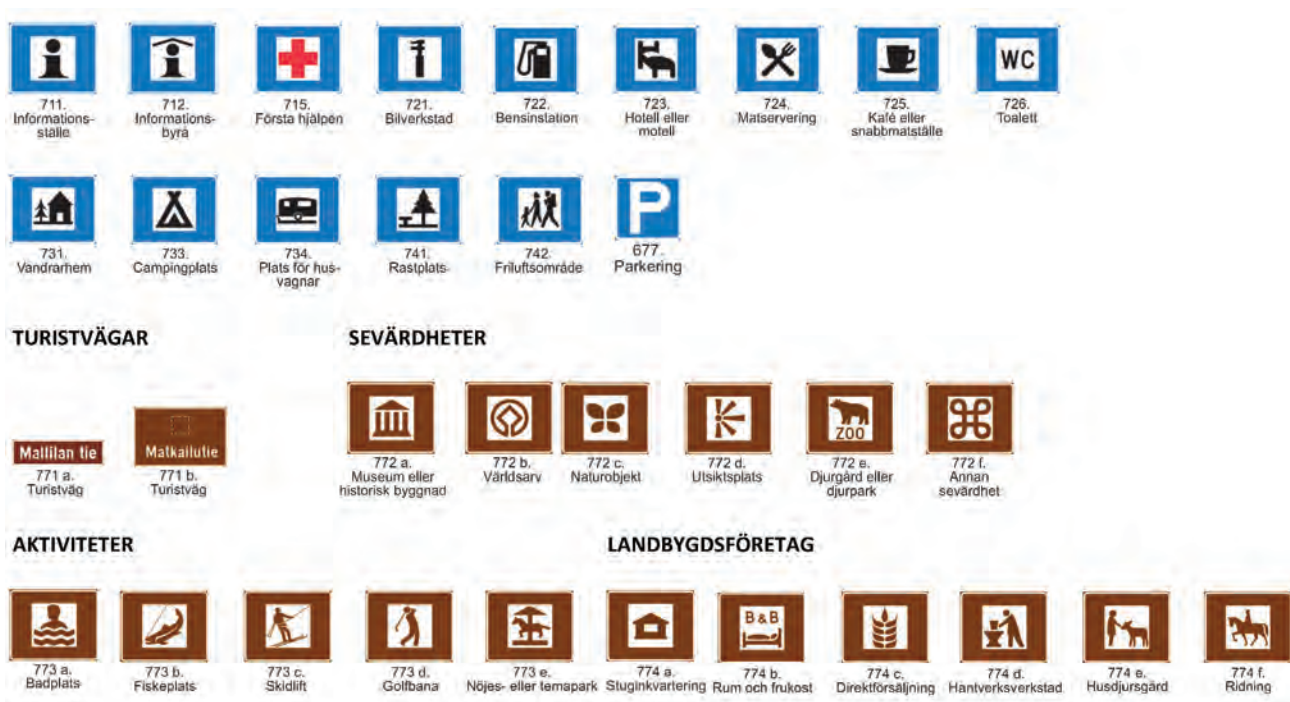 WC
711.
Informations-
ställe
712.
Informations-
byrå
715.
Första hjälpen
721.
Bilverkstad
722.
Bensinstation
723.
Hotell eller
motell
724.
Matservering
725.
Kafé eller
snabbmatställe
726.
Toalett
P
731.
Vandrarhem
733.
Campingplats
734.
Plats för hus-
vagnar
741.
Rastplats
742.
Friluftsområde
677.
Parkering
TURISTVÄGAR
SEVÄRDHETER
Mallilan tie
771 a.
Turistväg
Matkailutie
771 b.
Turistväg
772 a.
Museum eller
historisk byggnad
772 b.
Världsarv
772 c.
Naturobjekt
772 d.
Utsiktsplats
ZOO
772 e.
Djurgård eller
djurpark
772 f.
Annan
sevärdhet
AKTIVITETER
LANDBYGDSFÖRETAG
773 a.
Badplats
773 b.
Fiskeplats
773 c.
Skidlift
773 d.
Golfbana
773 e.
Nöjes- eller temapark
774 a.
Stuginkvartering
B & B
774 b.
Rum och frukost
774 c.
Direktförsäljning
774 d.
Hantverksverkstad
774 e.
Husdjursgård
774 f.
Ridning